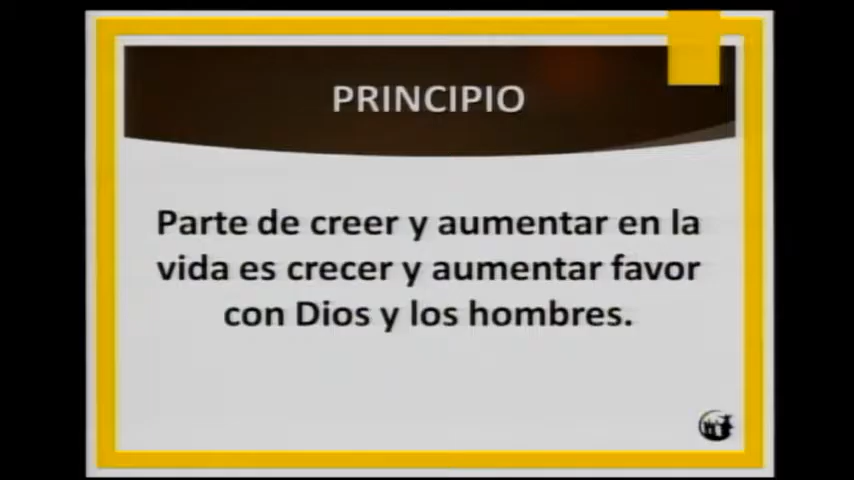 PRINCIPIO
Parte de creer y aumentar en la
vida es crecer y aumentar favor
con Dios y los hombres.